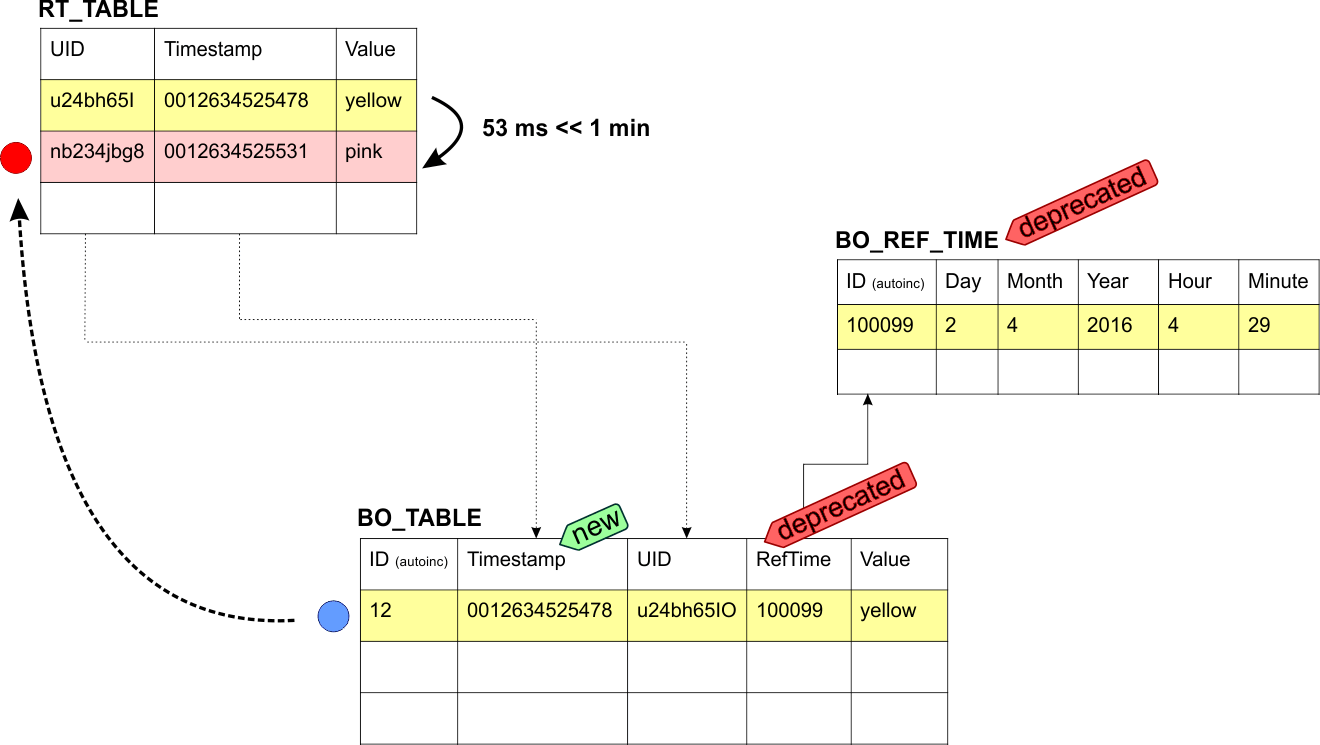 RT_TABLE
UID Timestamp Value
u24bh65I 0012634525478 yellow
nb234jbg8 0012634525531 pink
53 ms << 1 min
deprecated
BO_REF_TIME
ID (autoinc) Day Month Year Hour Minute
100099 2 4 2016 4 29
deprecated
new
BO_TABLE
ID (autoinc) Timestamp UID RefTime Value
12 0012634525478 u24bh65IO 100099 yellow